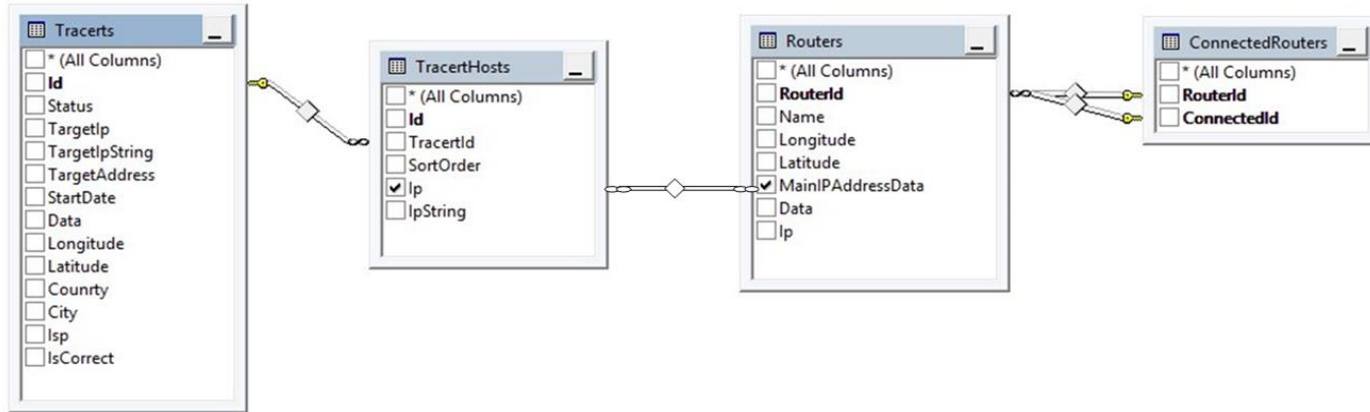 Tracerts
* (All Columns)
Id
Status
TargetIp
TargetIpString
TargetAddress
StartDate
Data
Longitude
Latitude
Counrty
City
Isp
IsCorrect
TracertHosts
* (All Columns)
Id
TracertId
SortOrder
Ip
IpString
Routers
* (All Columns)
RouterId
Name
Longitude
Latitude
MainIPAddressData
Data
Ip
ConnectedRouters
* (All Columns)
RouterId
ConnectedId